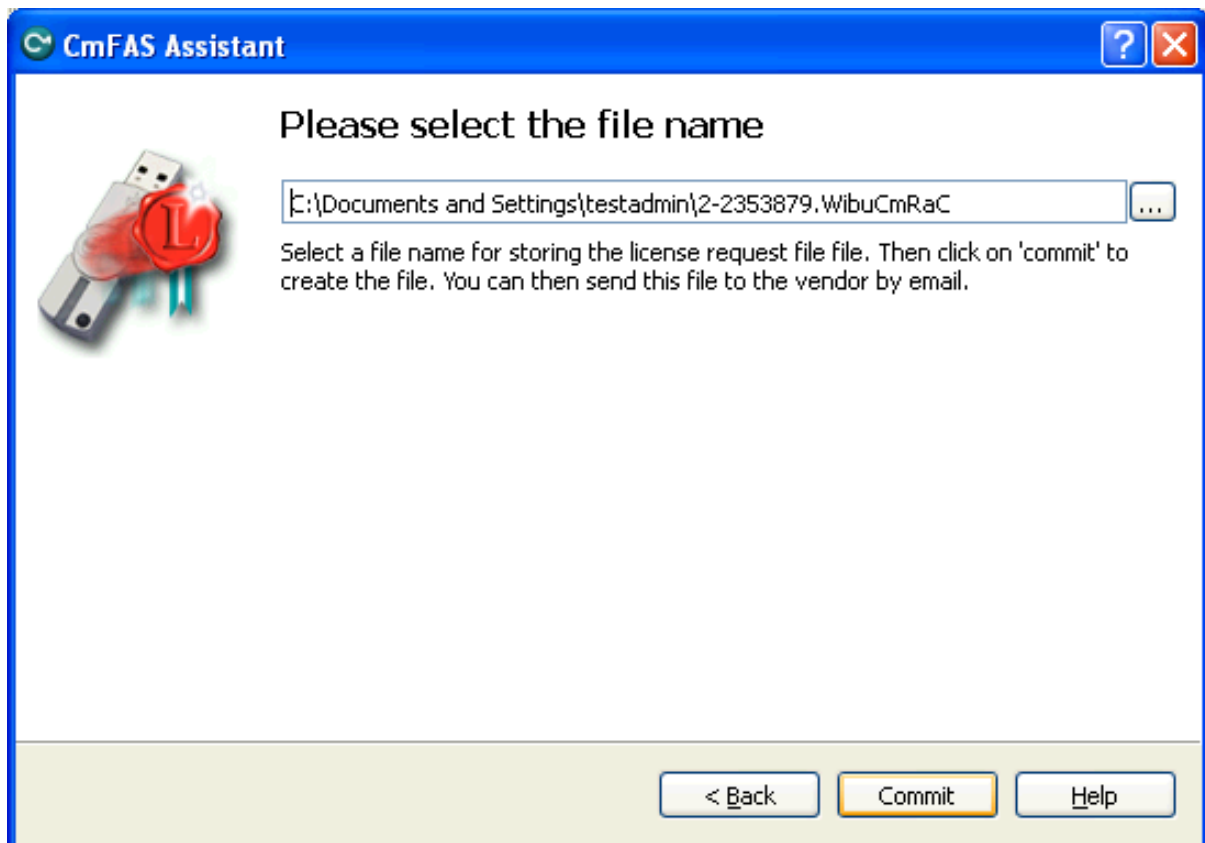 CmFAS Assistant
?
Please select the file name
C:\Documents and Settings\testadmin\2-2353879.WibuCmRaC
...
Select a file name for storing the license request file file. Then click on 'commit' to
create the file. You can then send this file to the vendor by email.
L
< Back
Commit
Help